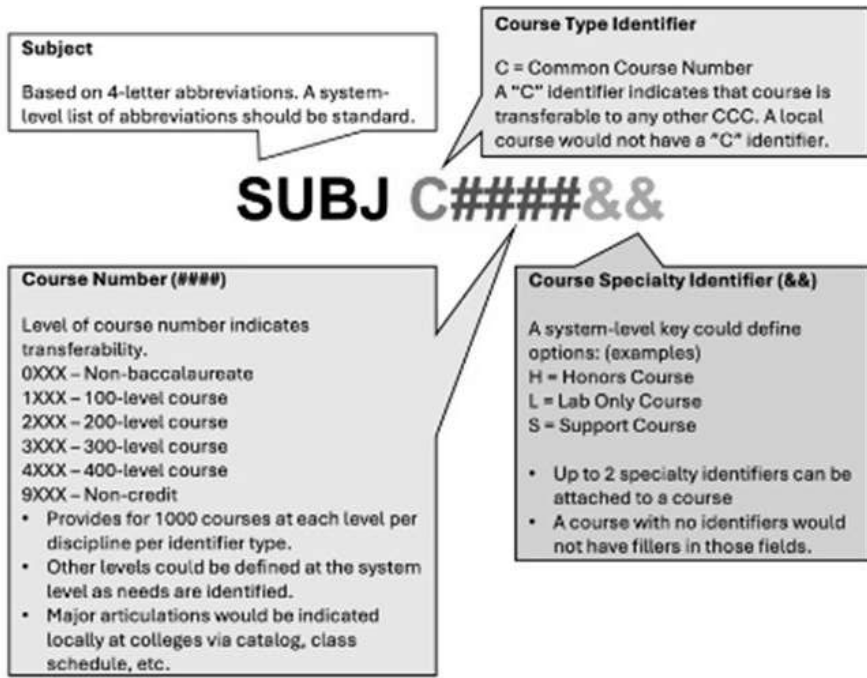 Subject
Based on 4-letter abbreviations. A system-
level list of abbreviations should be standard.
Course Type Identifier
C = Common Course Number
A "C" identifier indicates that course is
transferable to any other CCC. A local
course would not have a "C" identifier.
SUBJ C####&&
Course Number (####)
Level of course number indicates
transferability.
0XXX – Non-baccalaureate
1XXX – 100-level course
2XXX – 200-level course
3XXX – 300-level course
4XXX – 400-level course
9XXX – Non-credit
• Provides for 1000 courses at each level per
discipline per identifier type.
• Other levels could be defined at the system
level as needs are identified.
• Major articulations would be indicated
locally at colleges via catalog, class
schedule, etc.
Course Specialty Identifier (&&)
A system-level key could define
options: (examples)
H = Honors Course
L = Lab Only Course
S = Support Course
• Up to 2 specialty identifiers can be
attached to a course
• A course with no identifiers would
not have fillers in those fields.